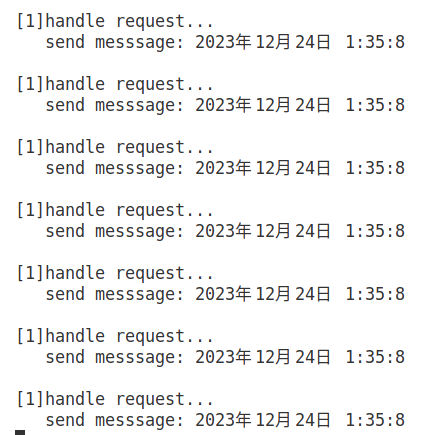 [1]handle request...
send messsage: 2023年12月24日 1:35:8
[1]handle request...
send messsage: 2023年12月24日 1:35:8
[1]handle request...
send messsage: 2023年12月24日 1:35:8
[1]handle request...
send messsage: 2023年12月24日 1:35:8
[1]handle request...
send messsage: 2023年12月24日 1:35:8
[1]handle request...
send messsage: 2023年12月24日 1:35:8
[1]handle request...
send messsage: 2023年12月24日 1:35:8